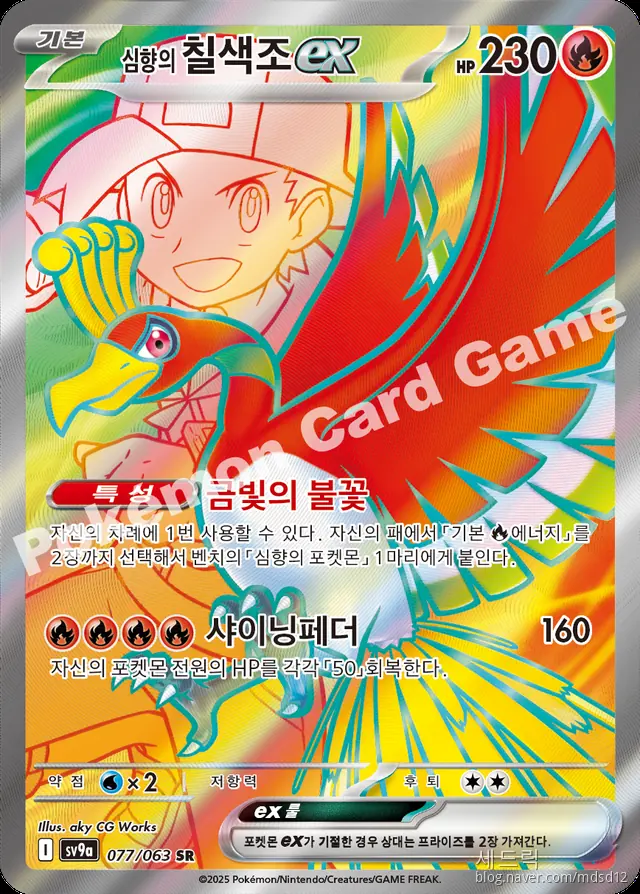 기본
심향의 칠색조 ex
HP 230
Pokémon Card Game
특성 금빛의 불꽃
자신의 차례에 1번 사용할 수 있다. 자신의 패에서 「기본 에너지」를
2장까지 선택해서 벤치의 「심향의 포켓몬」 1마리에게 붙인다.
샤이닝페더 160
자신의 포켓몬 전원의 HP를 각각 「50」회복한다.
약점 ×2 저항력 후퇴
ex 룰
포켓몬 ex가 기절한 경우 상대는 프라이즈를 2장 가져간다.
Illus. aky CG Works
I sv9a 077/063 SR
세드릭
blog.naver.com/mdsd12
©2025 Pokémon/Nintendo/Creatures/GAME FREAK.